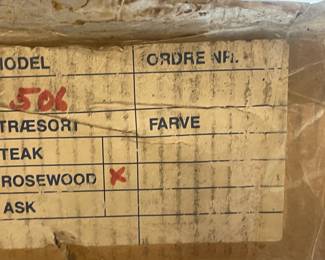 MODEL ORDRE NR.
506
TRÆSORT FARVE
TEAK
ROSEWOOD X
ASK